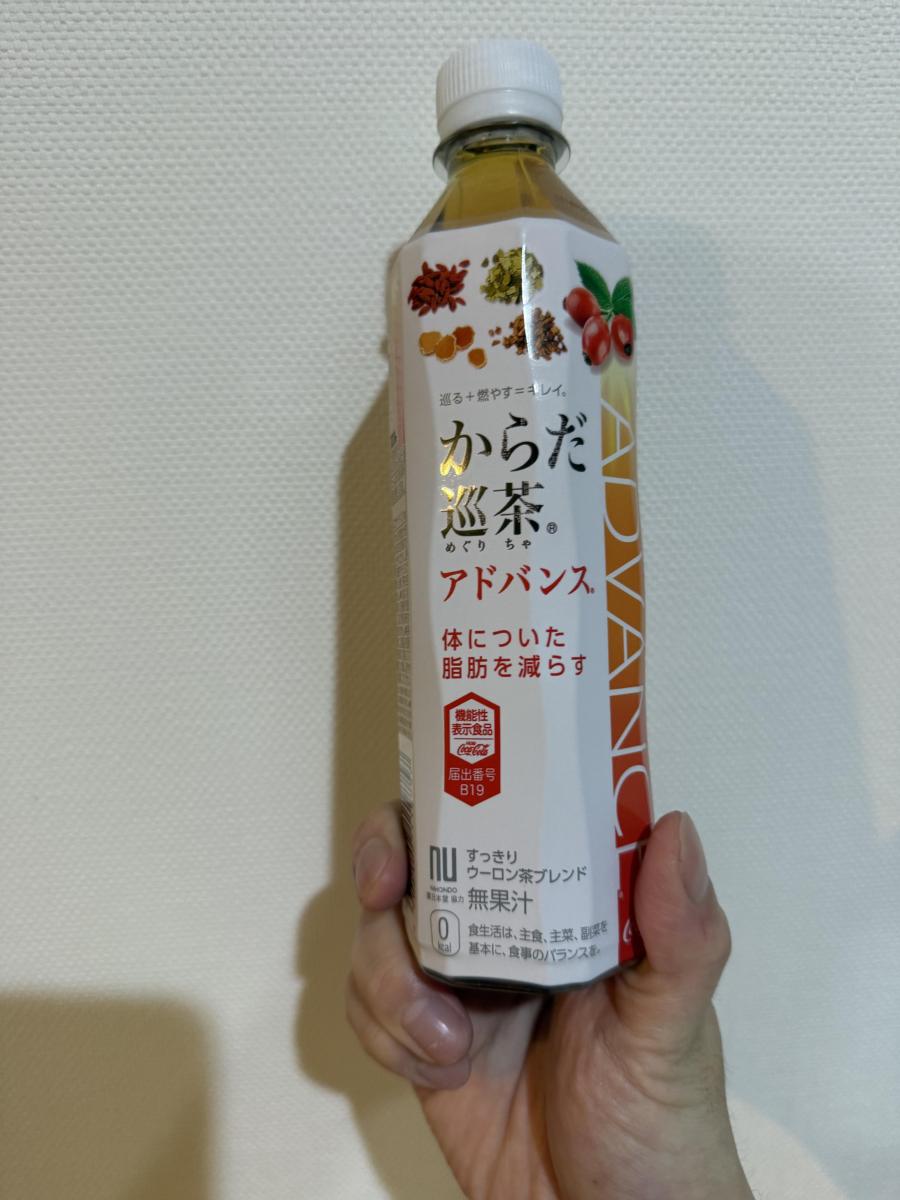 巡る+燃やす=キレイ。
からだ
巡茶®
めぐり ちゃ
アドバンス®
体についた
脂肪を減らす
機能性
表示食品
Coca-Cola
届出番号
B19
nu
NIHONDO
すっきり
ウーロン茶ブレンド
無果汁
0
kcal
食生活は、主食、主菜、副菜を
基本に、食事のバランスを。
ADVANCE